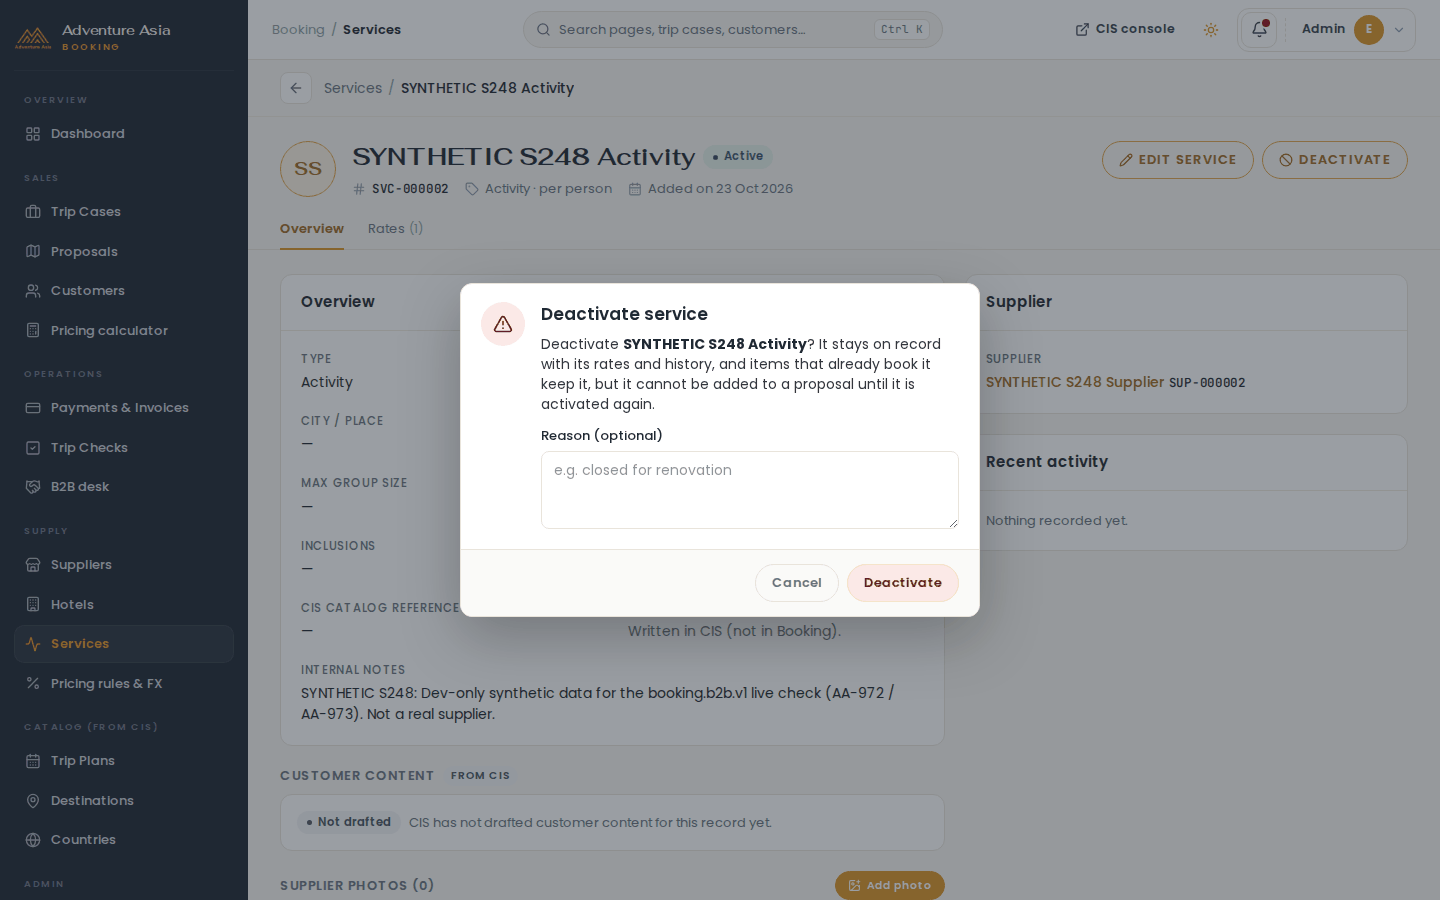 Adventure Asia
BOOKING
Adventure Asia
OVERVIEW
Dashboard
SALES
Trip Cases
Proposals
Customers
Pricing calculator
OPERATIONS
Payments & Invoices
Trip Checks
B2B desk
SUPPLY
Suppliers
Hotels
Services
Pricing rules & FX
CATALOG (FROM CIS)
Trip Plans
Destinations
Countries
ADMIN
Booking / Services
Search pages, trip cases, customers... Ctrl K
CIS console
Admin E
Services / SYNTHETIC S248 Activity
SS
SYNTHETIC S248 Activity Active
SVC-000002 Activity · per person Added on 23 Oct 2026
EDIT SERVICE
DEACTIVATE
Overview Rates (1)
Overview
TYPE
Activity
CITY / PLACE
—
MAX GROUP SIZE
—
INCLUSIONS
—
CIS CATALOG REFERENCE
—
Written in CIS (not in Booking).
INTERNAL NOTES
SYNTHETIC S248: Dev-only synthetic data for the booking.b2b.v1 live check (AA-972 /
AA-973). Not a real supplier.
CUSTOMER CONTENT FROM CIS
Not drafted CIS has not drafted customer content for this record yet.
SUPPLIER PHOTOS (0)
Add photo
Supplier
SUPPLIER
SYNTHETIC S248 Supplier SUP-000002
Recent activity
Nothing recorded yet.
Deactivate service
Deactivate SYNTHETIC S248 Activity? It stays on record
with its rates and history, and items that already book it
keep it, but it cannot be added to a proposal until it is
activated again.
Reason (optional)
e.g. closed for renovation
Cancel
Deactivate